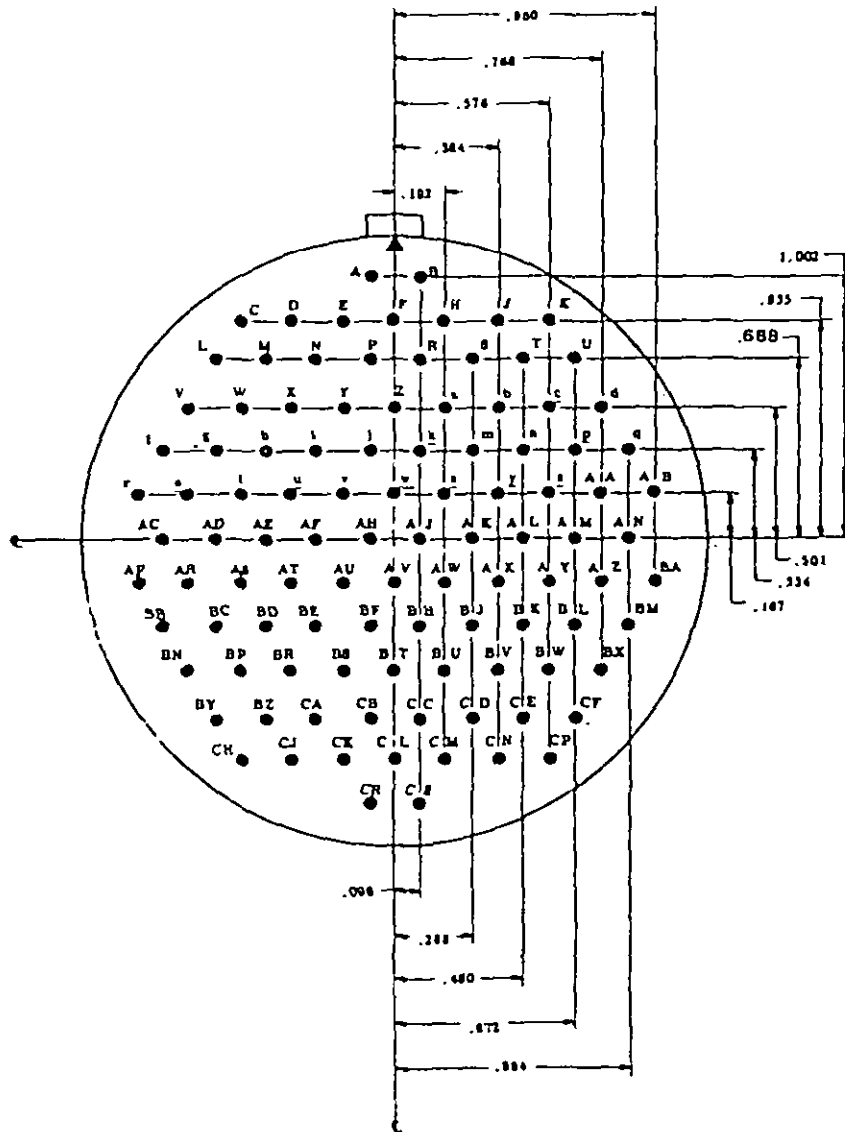 .960
.768
.576
.384
.192
1.002
A B
.835
C D E F H J K
.688
L M N P R S T U
V W X Y Z a b c d
f g h i j k m n p q
r s t u v w x y z AA AB
AC AD AE AF AH AJ AK AL AM AN
.501
.334
AP AR AS AT AU AV AW AX AY AZ BA
.167
BB BC BD BE BF BH BJ BK BL BM
BN BP BR BS BT BU BV BW BX
BY BZ CA CB CC CD CE CF
CH CJ CK CL CM CN CP
CR CS
.096
.288
.480
.672